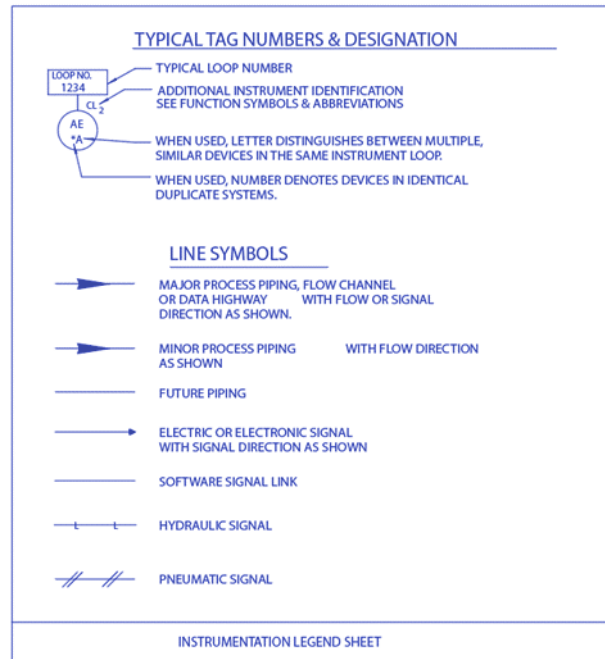 TYPICAL TAG NUMBERS & DESIGNATION
LOOP NO.
1234
TYPICAL LOOP NUMBER
CL2
ADDITIONAL INSTRUMENT IDENTIFICATION
SEE FUNCTION SYMBOLS & ABBREVIATIONS
AE
*A
WHEN USED, LETTER DISTINGUISHES BETWEEN MULTIPLE,
SIMILAR DEVICES IN THE SAME INSTRUMENT LOOP.
WHEN USED, NUMBER DENOTES DEVICES IN IDENTICAL
DUPLICATE SYSTEMS.
LINE SYMBOLS
MAJOR PROCESS PIPING, FLOW CHANNEL
OR DATA HIGHWAY WITH FLOW OR SIGNAL
DIRECTION AS SHOWN.
MINOR PROCESS PIPING WITH FLOW DIRECTION
AS SHOWN
FUTURE PIPING
ELECTRIC OR ELECTRONIC SIGNAL
WITH SIGNAL DIRECTION AS SHOWN
SOFTWARE SIGNAL LINK
L L
HYDRAULIC SIGNAL
PNEUMATIC SIGNAL
INSTRUMENTATION LEGEND SHEET